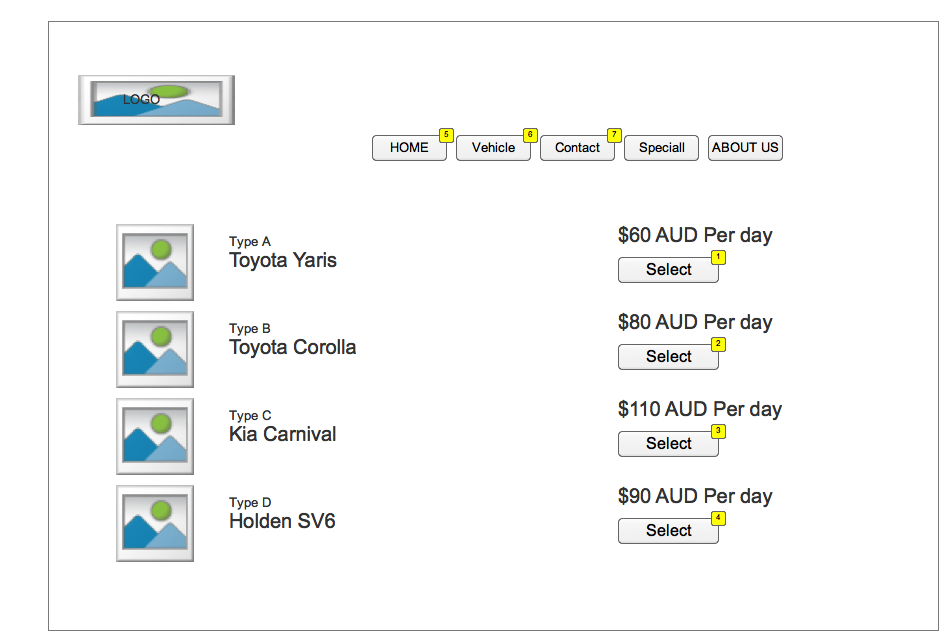 LOGO
5 6 7
HOME Vehicle Contact Speciall ABOUT US
Type A
Toyota Yaris
$60 AUD Per day
1
Select
Type B
Toyota Corolla
$80 AUD Per day
2
Select
Type C
Kia Carnival
$110 AUD Per day
3
Select
Type D
Holden SV6
$90 AUD Per day
4
Select